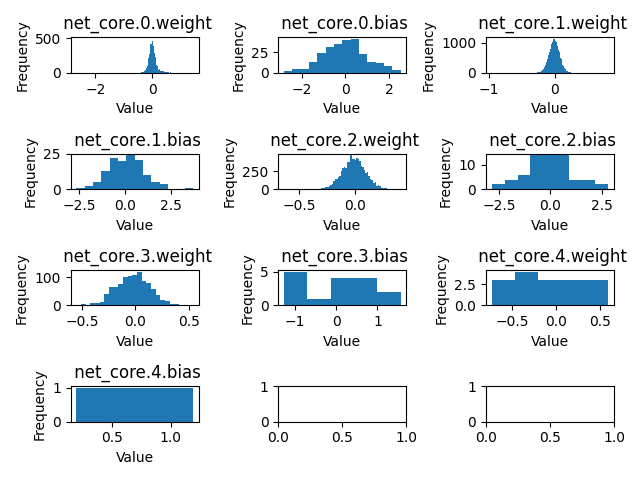 net_core.0.weight
Frequency
500
0
−2
0
Value
net_core.0.bias
Frequency
25
0
−2
0
2
Value
net_core.1.weight
Frequency
1000
0
−1
0
Value
net_core.1.bias
Frequency
25
0
−2.5
0.0
2.5
Value
net_core.2.weight
Frequency
250
0
−0.5
0.0
Value
net_core.2.bias
Frequency
10
0
−2.5
0.0
2.5
Value
net_core.3.weight
Frequency
100
0
−0.5
0.0
0.5
Value
net_core.3.bias
Frequency
5
0
−1
0
1
Value
net_core.4.weight
Frequency
2.5
0.0
−0.5
0.0
0.5
Value
net_core.4.bias
Frequency
1
0
0.5
1.0
Value
1
0
0.0
0.5
1.0
1
0
0.0
0.5
1.0